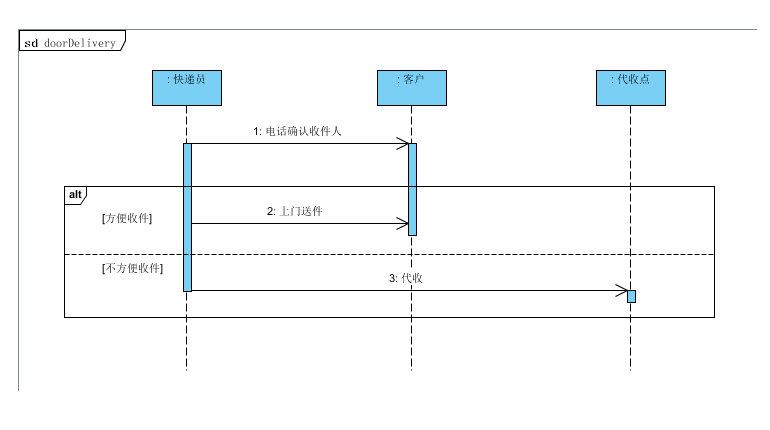 sd doorDelivery
: 快递员
: 客户
: 代收点
1: 电话确认收件人
alt
[方便收件]
2: 上门送件
[不方便收件]
3: 代收